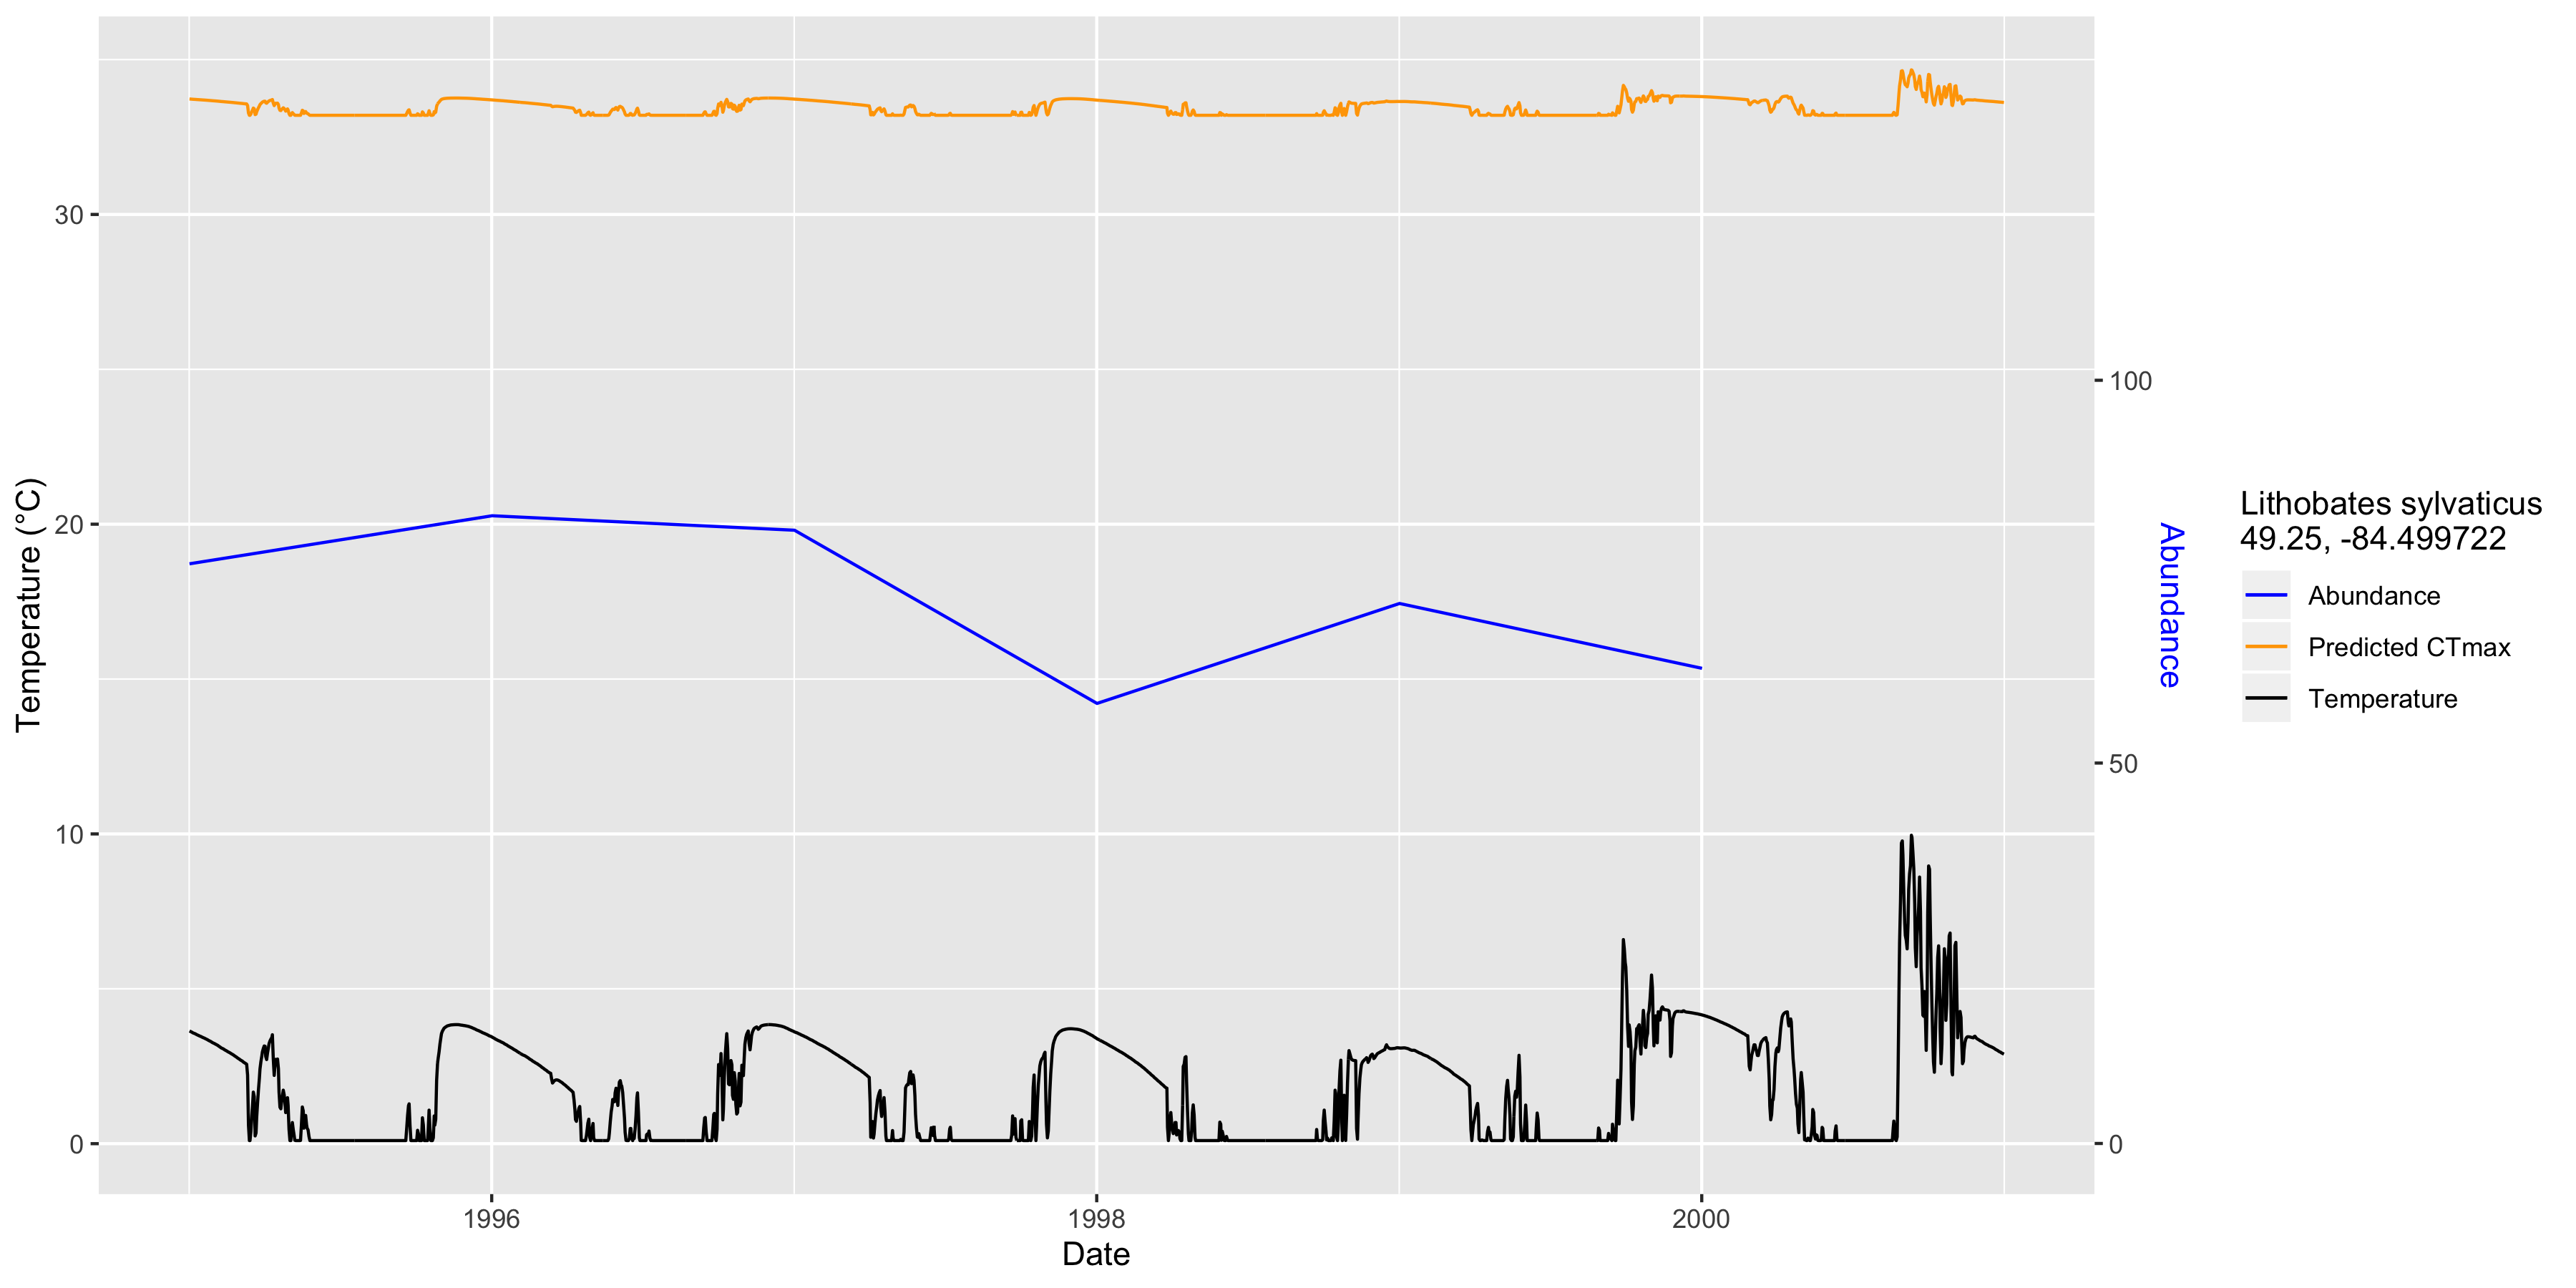 30
20
10
0
Temperature (°C)
1996
1998
2000
Date
100
50
0
Abundance
Lithobates sylvaticus
49.25, -84.499722
Abundance
Predicted CTmax
Temperature